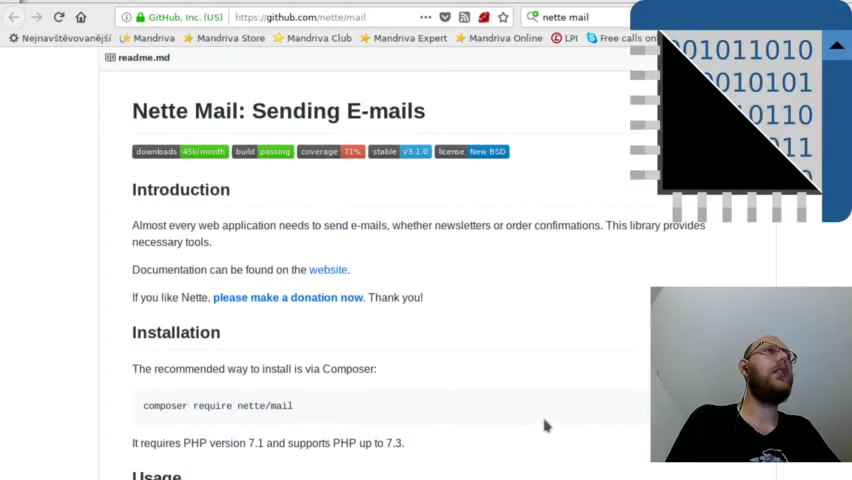 GitHub, Inc. (US)
https://github.com/nette/mail
nette mail
Nejnavštěvovanější
Mandriva
Mandriva Store
Mandriva Club
Mandriva Expert
Mandriva Online
LPI
Free calls on
readme.md
Nette Mail: Sending E-mails
downloads 45k/month
build passing
coverage 71%
stable v3.1.0
license New BSD
Introduction
Almost every web application needs to send e-mails, whether newsletters or order confirmations. This library provides
necessary tools.
Documentation can be found on the website.
If you like Nette, please make a donation now. Thank you!
Installation
The recommended way to install is via Composer:
composer require nette/mail
It requires PHP version 7.1 and supports PHP up to 7.3.
Usage
001011010
010101
0110
11